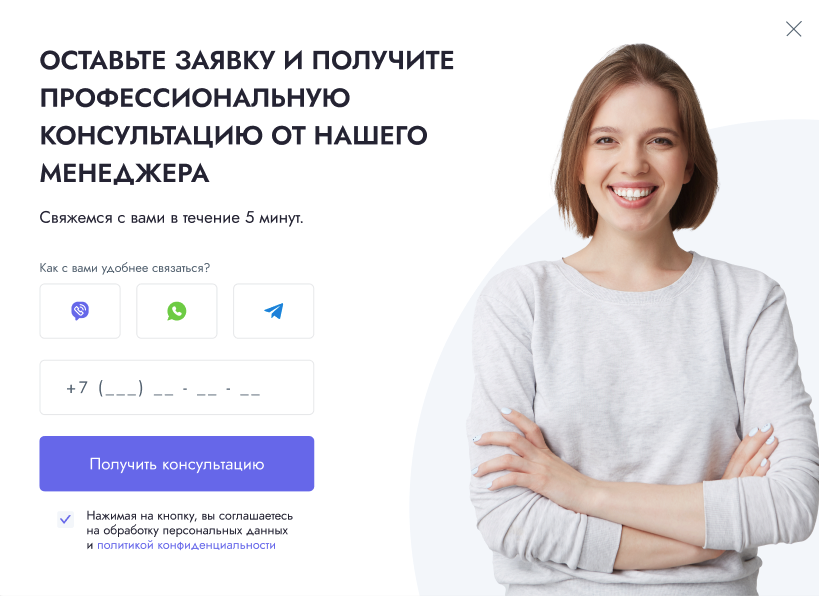 ОСТАВЬТЕ ЗАЯВКУ И ПОЛУЧИТЕ
ПРОФЕССИОНАЛЬНУЮ
КОНСУЛЬТАЦИЮ ОТ НАШЕГО
МЕНЕДЖЕРА
Свяжемся с вами в течение 5 минут.
Как с вами удобнее связаться?
+7 (___) __ - __ - __
Получить консультацию
Нажимая на кнопку, вы соглашаетесь
на обработку персональных данных
и политикой конфиденциальности